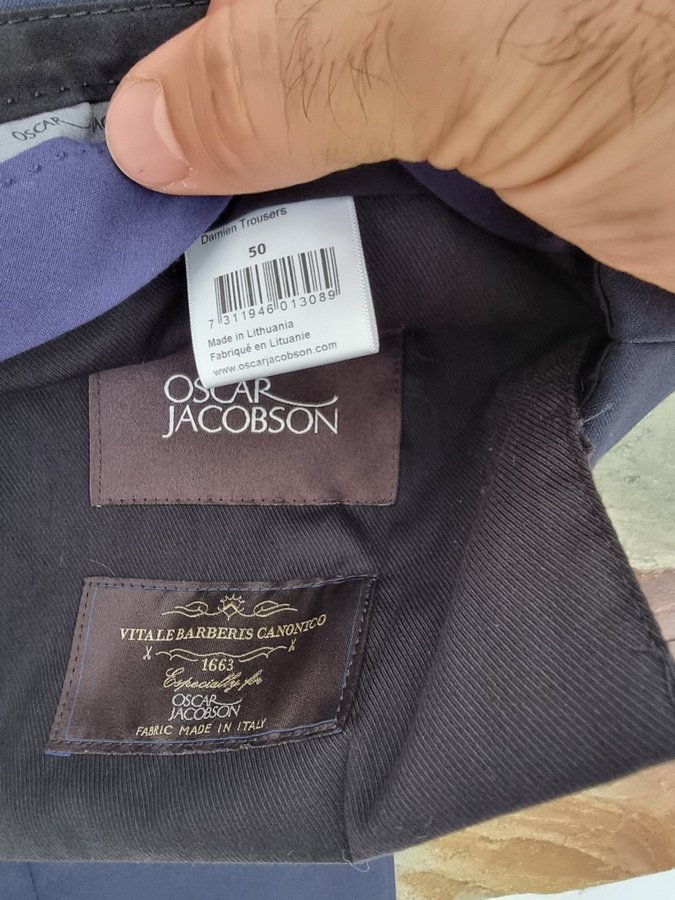 OSCAR
Damien Trousers
50
7 311946 013089
Made in Lithuania
Fabriqué en Lituanie
www.oscarjacobson.com
OSCAR
JACOBSON
VITALE BARBERIS CANONICO
1663
Especially for
OSCAR
JACOBSON
FABRIC MADE IN ITALY